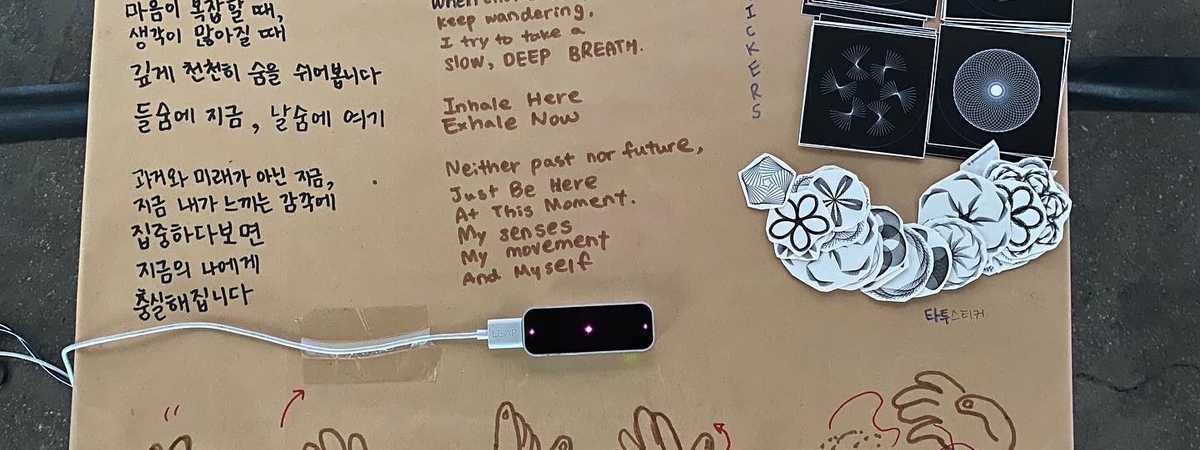 마음이 복잡할 때,
생각이 많아질 때
깊게 천천히 숨을 쉬어봅니다
들숨에 지금, 날숨에 여기
과거와 미래가 아닌 지금,
지금 내가 느끼는 감각에
집중하다보면
지금의 나에게
충실해집니다
keep wandering,
I try to take a
slow, DEEP BREATH.
Inhale Here
Exhale Now
Neither past nor future,
Just Be Here
At This Moment.
My senses
My movement
And Myself
ICKERS
타투스티커
LEAP